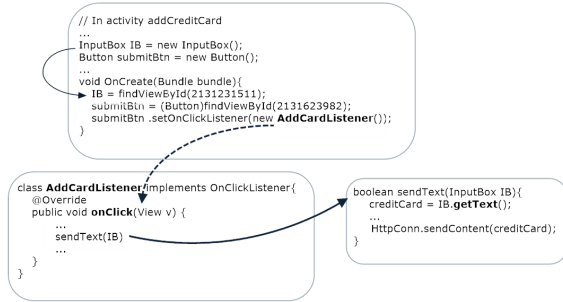 // In activity addCreditCard
...
InputBox IB = new InputBox();
Button submitBtn = new Button();
...
void OnCreate(Bundle bundle){
IB = findViewById(2131231511);
submitBtn = (Button)findViewById(2131623982);
submitBtn .setOnClickListener(new AddCardListener());
}
class AddCardListener implements OnClickListener{
@Override
public void onClick(View v) {
...
sendText(IB)
...
}
}
boolean sendText(InputBox IB){
creditCard = IB.getText();
...
HttpConn.sendContent(creditCard);
}